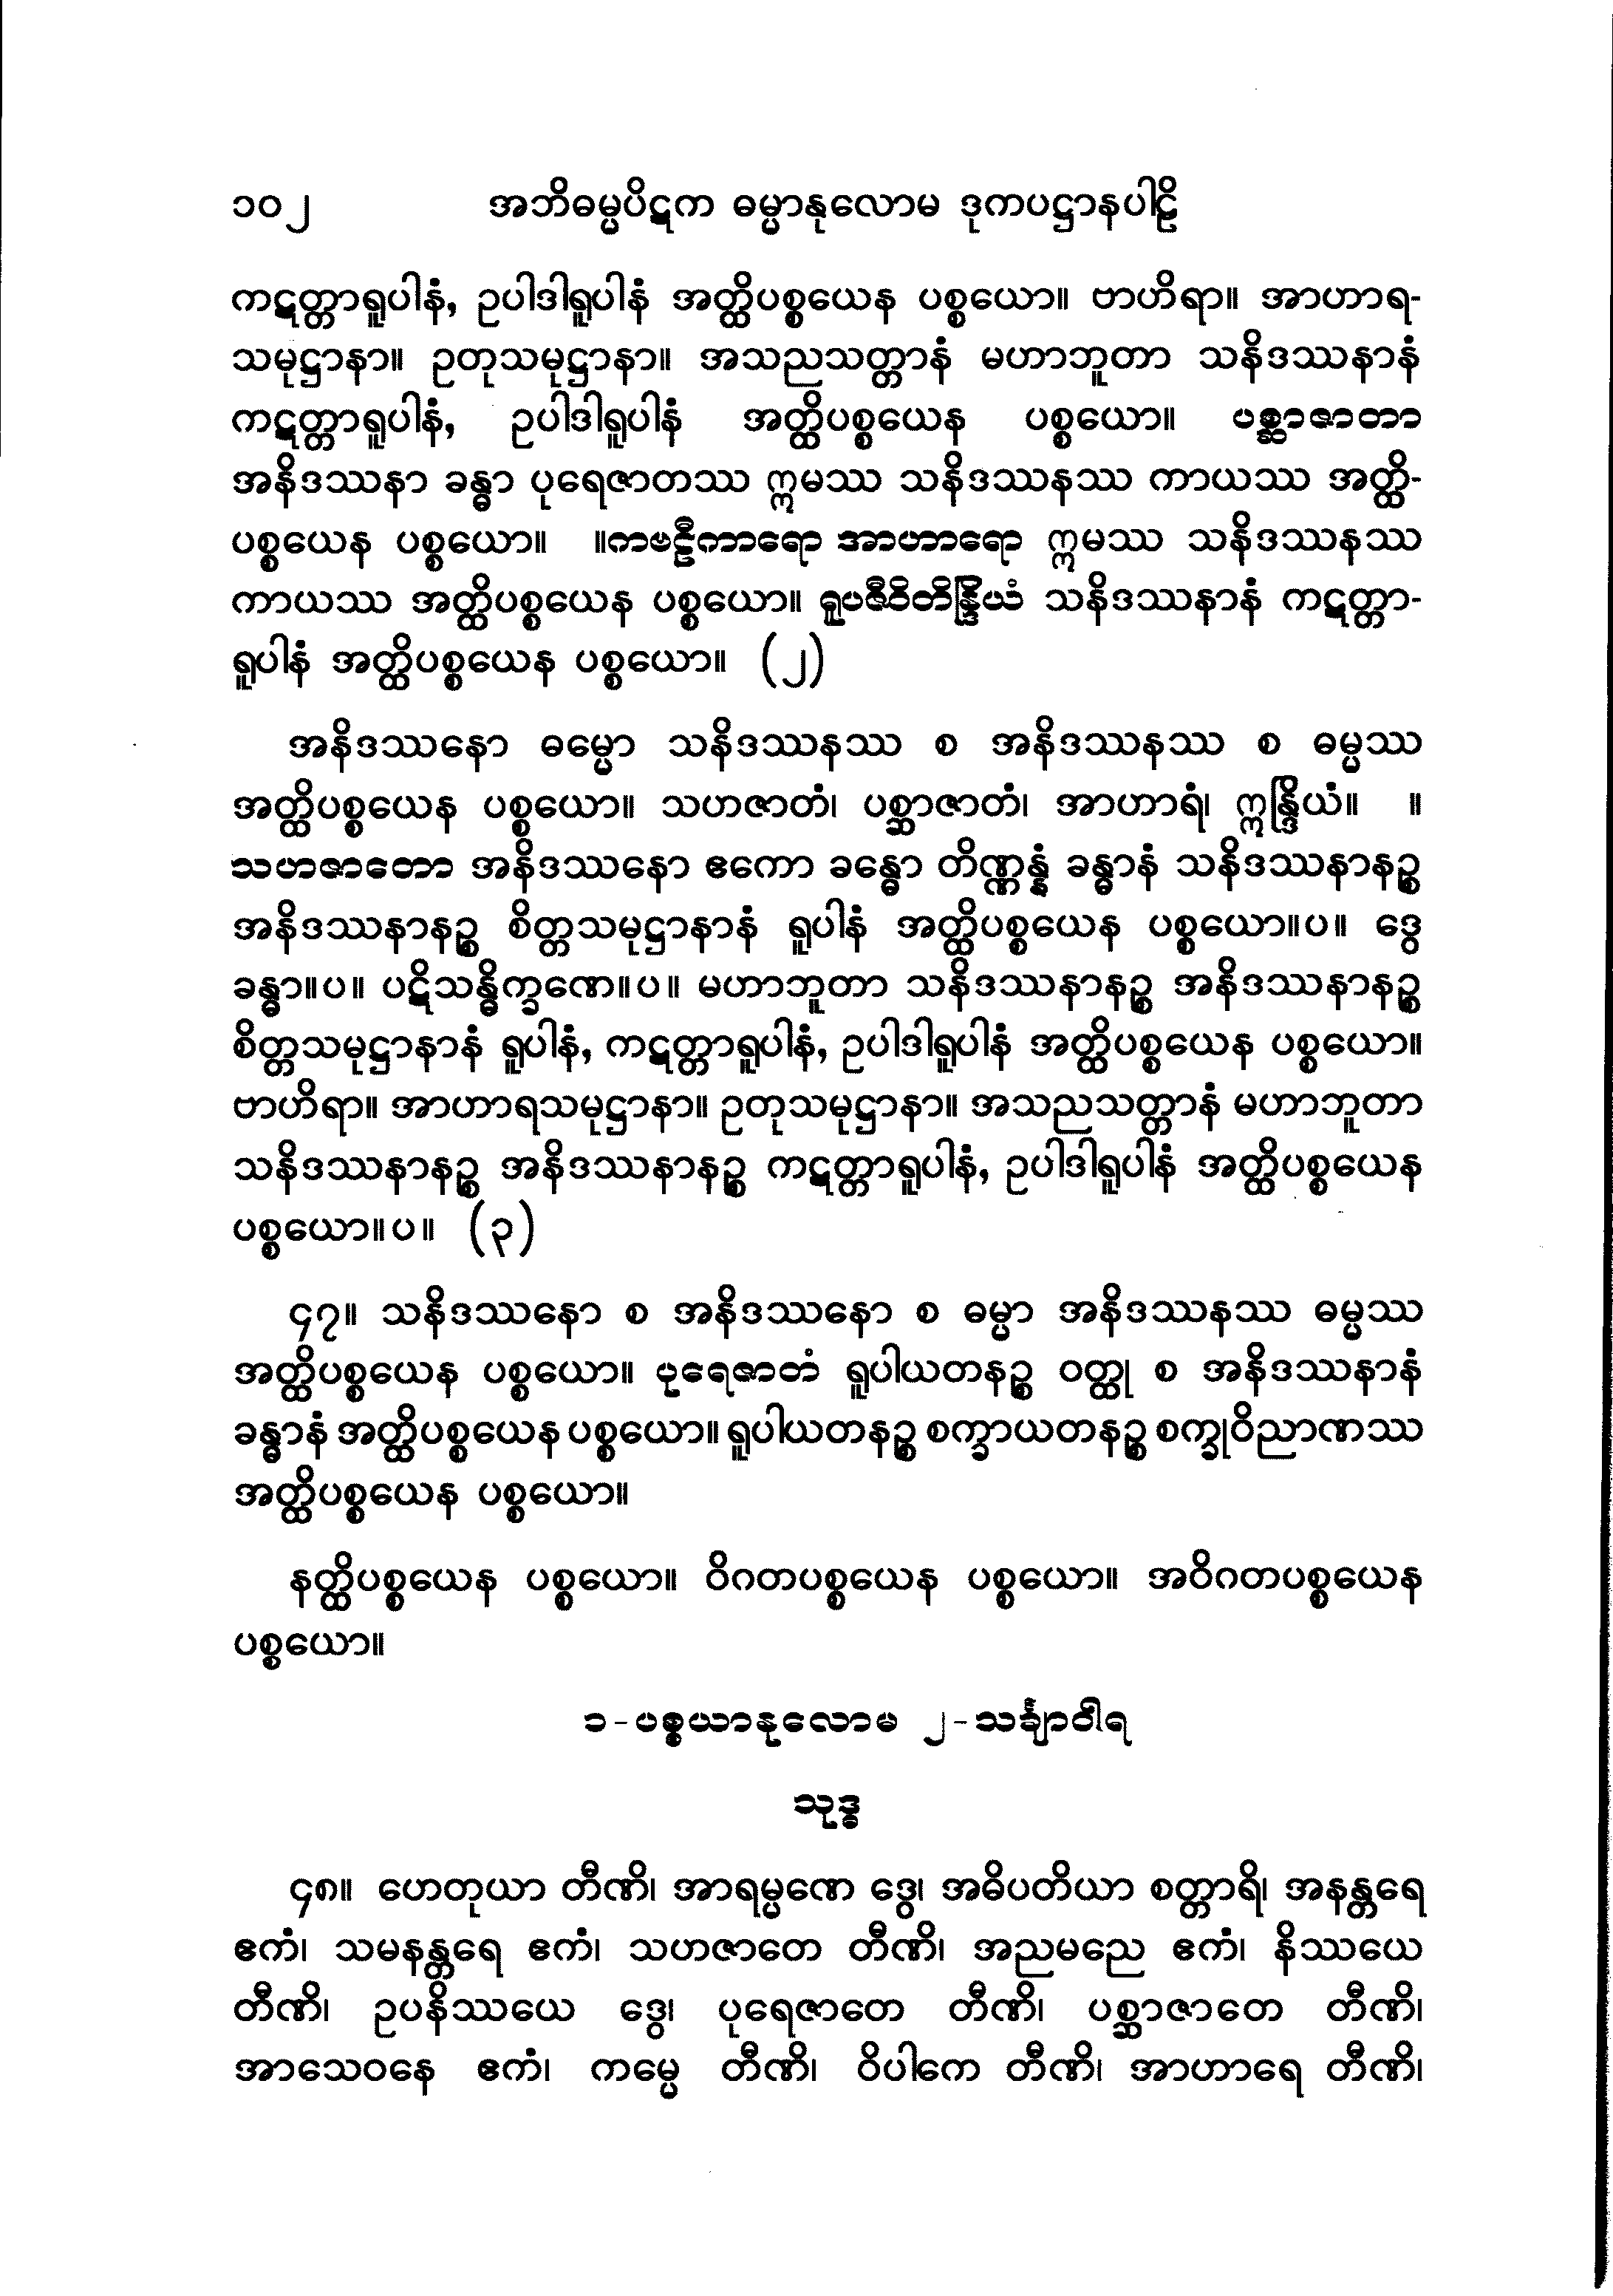 ၁၀၂ အဘိဓမ္မပိဋက ဓမ္မာနုလောမ ဒုကပဋ္ဌာနပါဠိ
ကဋတ္တာရူပါနံ, ဥပါဒါရူပါနံ အတ္ထိပစ္စယေန ပစ္စယော။ ဗာဟိရာ။ အာဟာရ-
သမုဋ္ဌာနာ။ ဥတုသမုဋ္ဌာနာ။ အသညသတ္တာနံ မဟာဘူတာ သနိဒဿနာနံ
ကဋတ္တာရူပါနံ, ဥပါဒါရူပါနံ အတ္ထိပစ္စယေန ပစ္စယော။ ပစ္ဆာဇာတာ
အနိဒဿနာ ခန္ဓာ ပုရေဇာတဿ ဣမဿ သနိဒဿနဿ ကာယဿ အတ္ထိ-
ပစ္စယေန ပစ္စယော။ ။ကဗဠီကာရော အာဟာရော ဣမဿ သနိဒဿနဿ
ကာယဿ အတ္ထိပစ္စယေန ပစ္စယော။ ရူပဇီဝိတိန္ဒြိယံ သနိဒဿနာနံ ကဋတ္တာ-
ရူပါနံ အတ္ထိပစ္စယေန ပစ္စယော။ (၂)
အနိဒဿနော ဓမ္မော သနိဒဿနဿ စ အနိဒဿနဿ စ ဓမ္မဿ
အတ္ထိပစ္စယေန ပစ္စယော။ သဟဇာတံ၊ ပစ္ဆာဇာတံ၊ အာဟာရံ၊ ဣန္ဒြိယံ။ ။
သဟဇာတော အနိဒဿနော ဧကော ခန္ဓော တိဏ္ဏန္နံ ခန္ဓာနံ သနိဒဿနာနဉ္စ
အနိဒဿနာနဉ္စ စိတ္တသမုဋ္ဌာနာနံ ရူပါနံ အတ္ထိပစ္စယေန ပစ္စယော။ပ။ ဒွေ
ခန္ဓာ။ပ။ ပဋိသန္ဓိက္ခဏေ။ပ။ မဟာဘူတာ သနိဒဿနာနဉ္စ အနိဒဿနာနဉ္စ
စိတ္တသမုဋ္ဌာနာနံ ရူပါနံ, ကဋတ္တာရူပါနံ, ဥပါဒါရူပါနံ အတ္ထိပစ္စယေန ပစ္စယော။
ဗာဟိရာ။ အာဟာရသမုဋ္ဌာနာ။ ဥတုသမုဋ္ဌာနာ။ အသညသတ္တာနံ မဟာဘူတာ
သနိဒဿနာနဉ္စ အနိဒဿနာနဉ္စ ကဋတ္တာရူပါနံ, ဥပါဒါရူပါနံ အတ္ထိပစ္စယေန
ပစ္စယော။ပ။ (၃)
၄၇။ သနိဒဿနော စ အနိဒဿနော စ ဓမ္မာ အနိဒဿနဿ ဓမ္မဿ
အတ္ထိပစ္စယေန ပစ္စယော။ ပုရေဇာတံ ရူပါယတနဉ္စ ဝတ္ထု စ အနိဒဿနာနံ
ခန္ဓာနံ အတ္ထိပစ္စယေန ပစ္စယော။ ရူပါယတနဉ္စ စက္ခာယတနဉ္စ စက္ခုဝိညာဏဿ
အတ္ထိပစ္စယေန ပစ္စယော။
နတ္ထိပစ္စယေန ပစ္စယော။ ဝိဂတပစ္စယေန ပစ္စယော။ အဝိဂတပစ္စယေန
ပစ္စယော။
၁-ပစ္စယာနုလောမ ၂-သင်္ချာဝါရ
သုဒ္ဓ
၄၈။ ဟေတုယာ တီဏိ၊ အာရမ္မဏေ ဒွေ၊ အဓိပတိယာ စတ္တာရိ၊ အနန္တရေ
ဧကံ၊ သမနန္တရေ ဧကံ၊ သဟဇာတေ တီဏိ၊ အညမညေ ဧကံ၊ နိဿယေ
တီဏိ၊ ဥပနိဿယေ ဒွေ၊ ပုရေဇာတေ တီဏိ၊ ပစ္ဆာဇာတေ တီဏိ၊
အာသေဝနေ ဧကံ၊ ကမ္မေ တီဏိ၊ ဝိပါကေ တီဏိ၊ အာဟာရေ တီဏိ၊